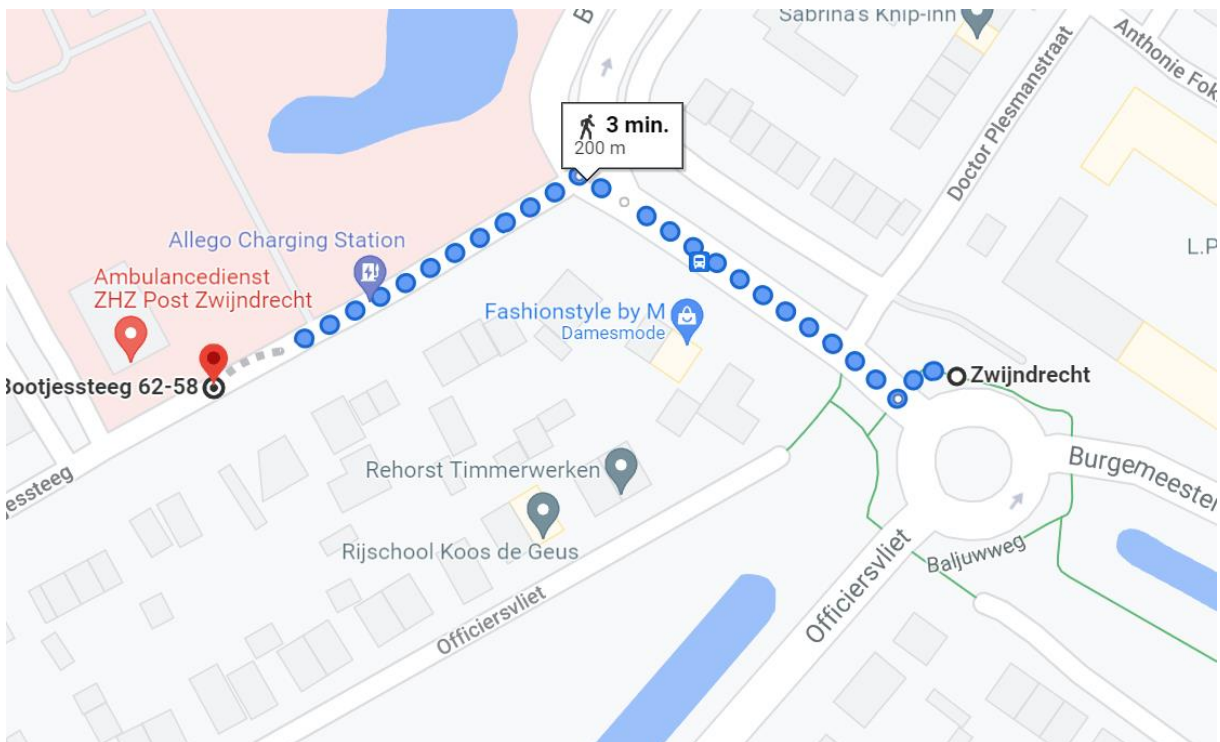 B
Sabrina's Knip-inn
Anthonie Fok
Doctor Plesmanstraat
3 min.
200 m
Allego Charging Station
L.P
Ambulancedienst
ZHZ Post Zwijndrecht
Fashionstyle by M
Damesmode
Bootjessteeg 62-58
Zwijndrecht
essteeg
Rehorst Timmerwerken
Burgemeester
Rijschool Koos de Geus
Officiersvliet
Baljuwweg
Officiersvliet